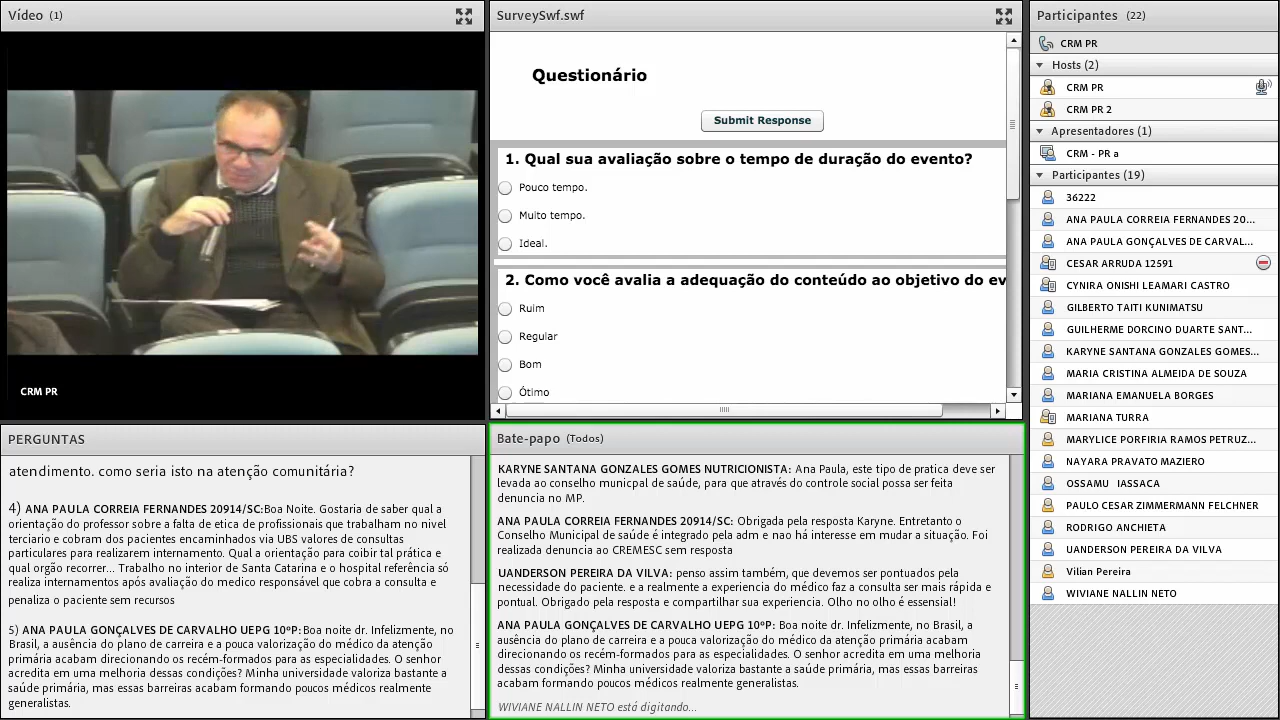 Vídeo (1)
CRM PR
SurveySwf.swf
Questionário
Submit Response
1. Qual sua avaliação sobre o tempo de duração do evento?
Pouco tempo.
Muito tempo.
Ideal.
2. Como você avalia a adequação do conteúdo ao objetivo do ev
Ruim
Regular
Bom
Ótimo
PERGUNTAS
atendimento. como seria isto na atenção comunitária?
4) ANA PAULA CORREIA FERNANDES 20914/SC:Boa Noite. Gostaria de saber qual a
orientação do professor sobre a falta de etica de profissionais que trabalham no nivel
terciario e cobram dos pacientes encaminhados via UBS valores de consultas
particulares para realizarem internamento. Qual a orientação para coibir tal prática e
qual orgão recorrer... Trabalho no interior de Santa Catarina e o hospital referência só
realiza internamentos após avaliação do medico responsável que cobra a consulta e
penaliza o paciente sem recursos
5) ANA PAULA GONÇALVES DE CARVALHO UEPG 10ºP:Boa noite dr. Infelizmente, no
Brasil, a ausência do plano de carreira e a pouca valorização do médico da atenção
primária acabam direcionando os recém-formados para as especialidades. O senhor
acredita em uma melhoria dessas condições? Minha universidade valoriza bastante a
saúde primária, mas essas barreiras acabam formando poucos médicos realmente
generalistas.
Bate-papo (Todos)
KARYNE SANTANA GONZALES GOMES NUTRICIONISTA: Ana Paula, este tipo de pratica deve ser
levada ao conselho municpal de saúde, para que através do controle social possa ser feita
denuncia no MP.
ANA PAULA CORREIA FERNANDES 20914/SC: Obrigada pela resposta Karyne. Entretanto o
Conselho Municipal de saúde é integrado pela adm e não há interesse em mudar a situação. Foi
realizada denuncia ao CREMESC sem resposta
UANDERSON PEREIRA DA VILVA: penso assim também, que devemos ser pontuados pela
necessidade do paciente. e a realmente a experiencia do médico faz a consulta ser mais rápida e
pontual. Obrigado pela resposta e compartilhar sua experiencia. Olho no olho é essensial!
ANA PAULA GONÇALVES DE CARVALHO UEPG 10ºP: Boa noite dr. Infelizmente, no Brasil, a
ausência do plano de carreira e a pouca valorização do médico da atenção primária acabam
direcionando os recém-formados para as especialidades. O senhor acredita em uma melhoria
dessas condições? Minha universidade valoriza bastante a saúde primária, mas essas barreiras
acabam formando poucos médicos realmente generalistas.
WIVIANE NALLIN NETO está digitando...
Participantes (22)
CRM PR
Hosts (2)
CRM PR
CRM PR 2
Apresentadores (1)
CRM - PR a
Participantes (19)
36222
ANA PAULA CORREIA FERNANDES 20...
ANA PAULA GONÇALVES DE CARVAL...
CESAR ARRUDA 12591
CYNIRA ONISHI LEAMARI CASTRO
GILBERTO TAITI KUNIMATSU
GUILHERME DORCINO DUARTE SANT...
KARYNE SANTANA GONZALES GOMES...
MARIA CRISTINA ALMEIDA DE SOUZA
MARIANA EMANUELA BORGES
MARIANA TURRA
MARYLICE PORFIRIA RAMOS PETRUZ...
NAYARA PRAVATO MAZIERO
OSSAMU IASSACA
PAULO CESAR ZIMMERMANN FELCHNER
RODRIGO ANCHIETA
UANDERSON PEREIRA DA VILVA
Vilian Pereira
WIVIANE NALLIN NETO